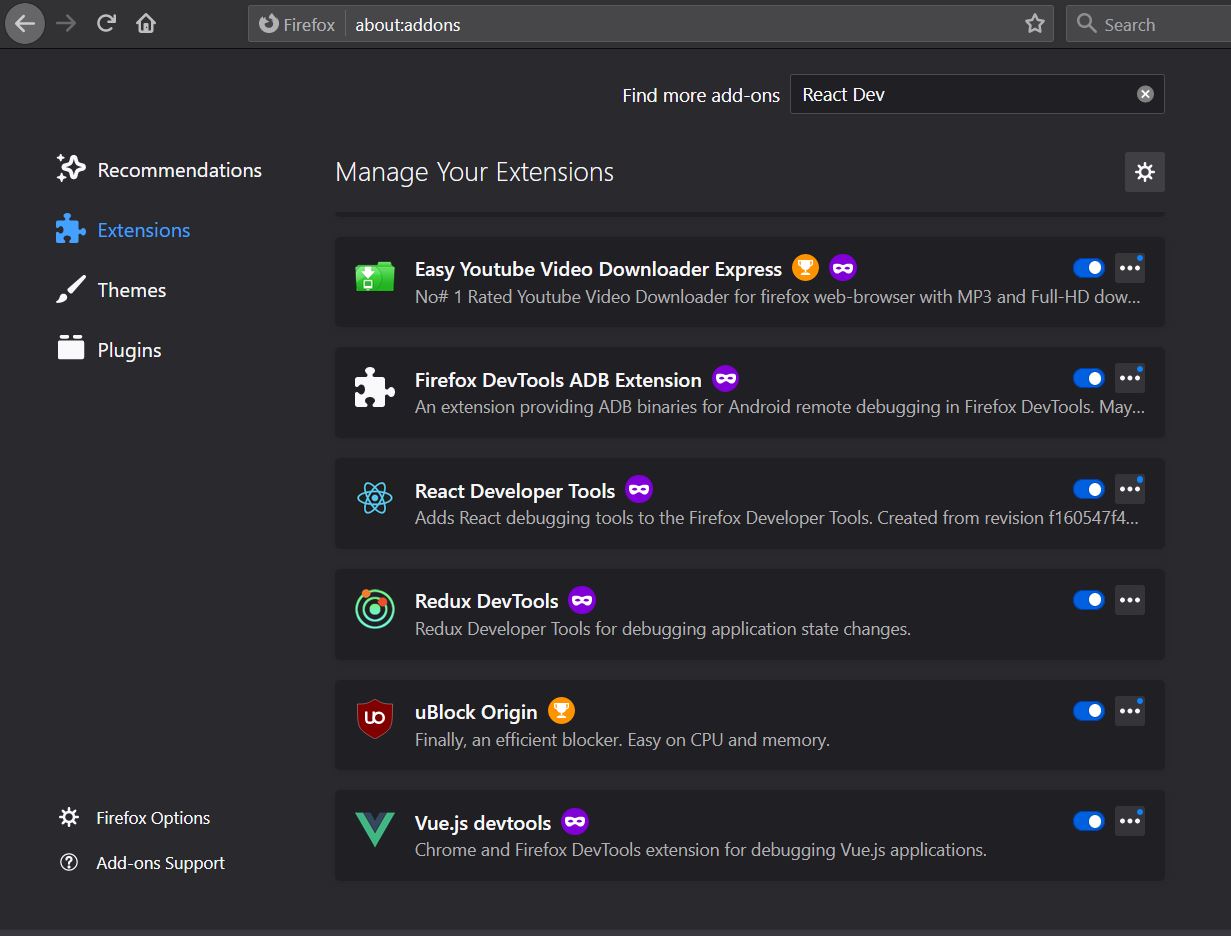 Firefox about:addons Search
Find more add-ons React Dev
Recommendations
Extensions
Themes
Plugins
Manage Your Extensions
Easy Youtube Video Downloader Express
No# 1 Rated Youtube Video Downloader for firefox web-browser with MP3 and Full-HD dow...
Firefox DevTools ADB Extension
An extension providing ADB binaries for Android remote debugging in Firefox DevTools. May...
React Developer Tools
Adds React debugging tools to the Firefox Developer Tools. Created from revision f160547f4...
Redux DevTools
Redux Developer Tools for debugging application state changes.
uBlock Origin
Finally, an efficient blocker. Easy on CPU and memory.
Vue.js devtools
Chrome and Firefox DevTools extension for debugging Vue.js applications.
Firefox Options
Add-ons Support